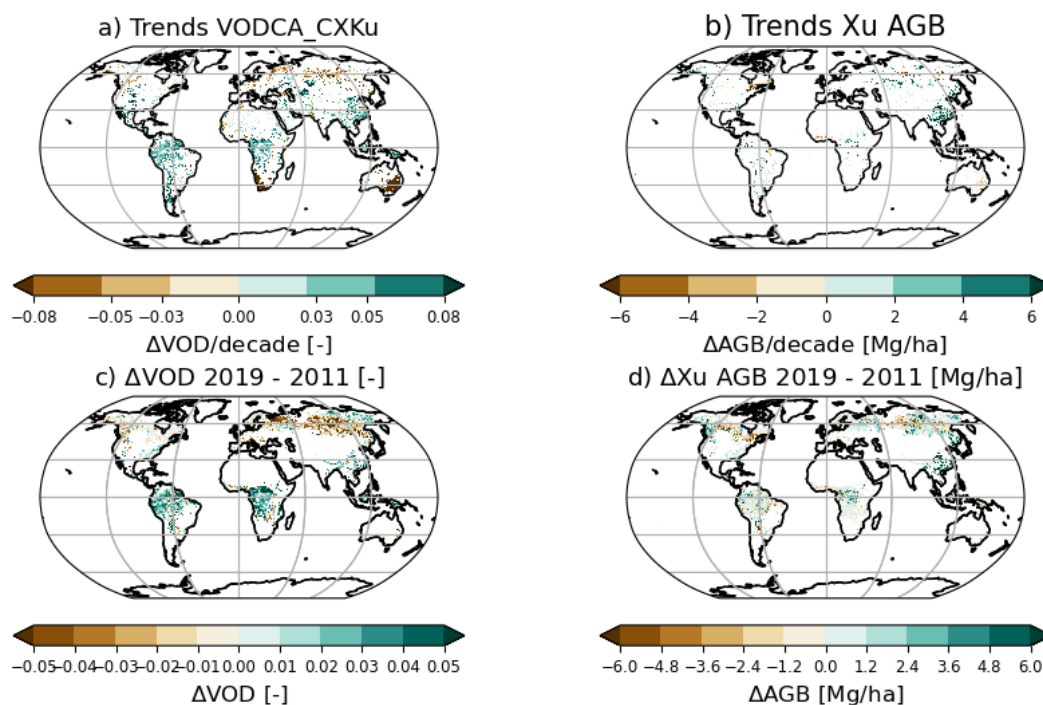 a) Trends VODCA_CXKu
b) Trends Xu AGB
−0.08 −0.05 −0.03 0.00 0.03 0.05 0.08
ΔVOD/decade [-]
−6 −4 −2 0 2 4 6
ΔAGB/decade [Mg/ha]
c) ΔVOD 2019 - 2011 [-]
d) ΔXu AGB 2019 - 2011 [Mg/ha]
−0.05 −0.04 −0.03 −0.02 −0.01 0.00 0.01 0.02 0.03 0.04 0.05
ΔVOD [-]
−6.0 −4.8 −3.6 −2.4 −1.2 0.0 1.2 2.4 3.6 4.8 6.0
ΔAGB [Mg/ha]